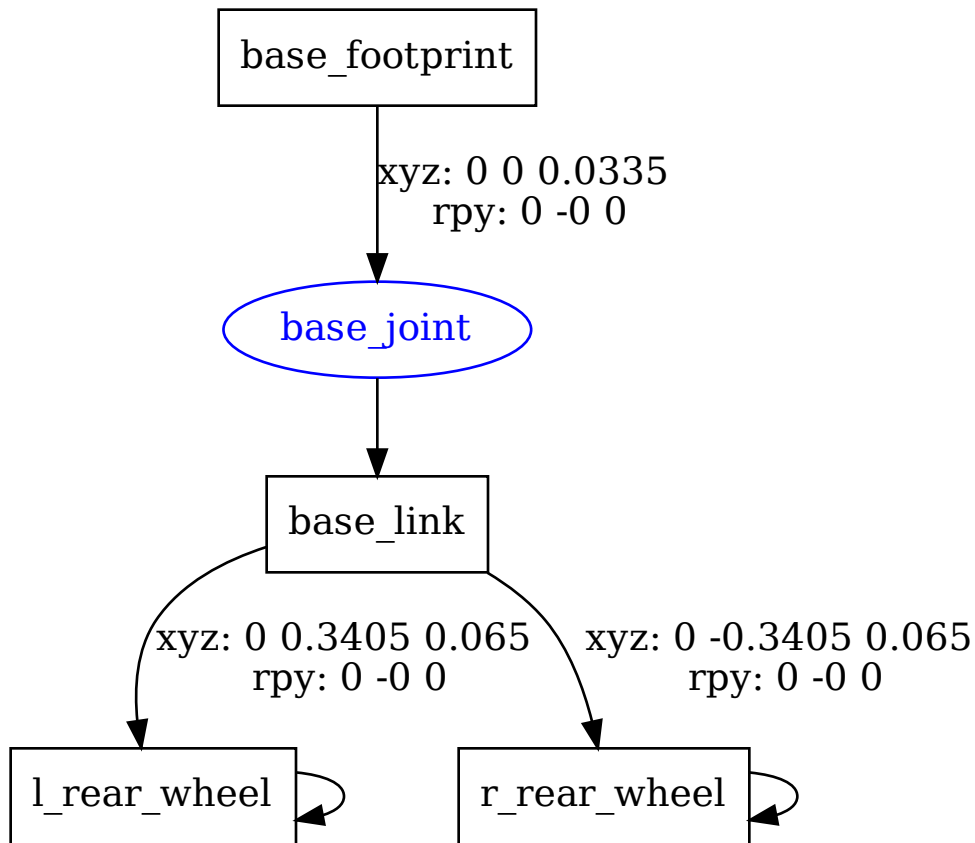 base_footprint
xyz: 0 0 0.0335
rpy: 0 -0 0
base_joint
base_link
xyz: 0 0.3405 0.065
rpy: 0 -0 0
xyz: 0 -0.3405 0.065
rpy: 0 -0 0
l_rear_wheel
r_rear_wheel